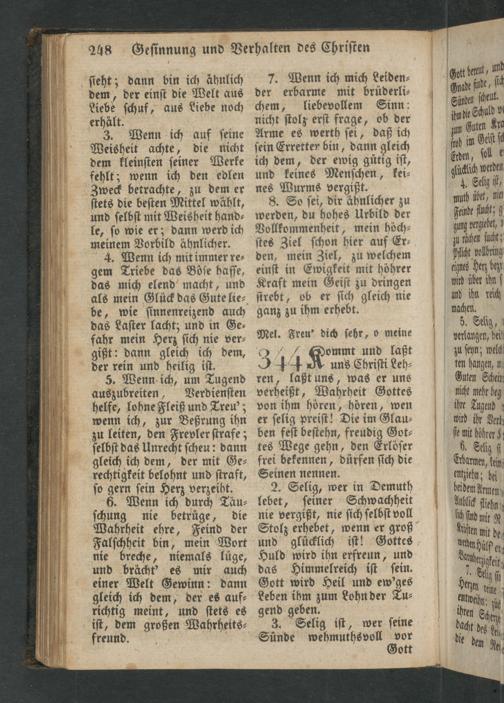 248 Gesinnung und Verhalten des Christen
sieht; dann bin ich ähnlich
dem, der einst die Welt aus
Liebe schuf, aus Liebe noch
erhält.
3. Wenn ich auf seine
Weisheit achte, die nicht
dem kleinsten seiner Werke
fehlt; wenn ich den edlen
Zweck betrachte, zu dem er
stets die besten Mittel wählt,
und selbst mit Weisheit hand-
le, so wie er; dann werd ich
meinem Vorbild ähnlicher.
4. Wenn ich mit immer re-
gem Triebe das Böse hasse,
das mich elend macht, und
als mein Glück das Gute lie-
be, wie sinnenreizend auch
das Laster lacht; und in Ge-
fahr mein Herz sich nie ver-
gißt: dann gleich ich dem,
der rein und heilig ist.
5. Wenn ich, um Tugend
auszubreiten, Verdiensten
helfe, lohne Fleiß und Treu';
wenn ich, zur Beßrung ihn
zu leiten, den Frevler strafe;
selbst das Unrecht scheu: dann
gleich ich dem, der mit Ge-
rechtigkeit belohnt und straft,
so gern sein Herz verzeiht.
6. Wenn ich durch Täu-
schung nie betrüge, die
Wahrheit ehre, Feind der
Falschheit bin, mein Wort
nie breche, niemals lüge,
und brächt' es mir auch
einer Welt Gewinn: dann
gleich ich dem, der es auf-
richtig meint, und stets es
ist, dem großen Wahrheits-
freund.
7. Wenn ich mich Leiden-
der erbarme mit brüderli-
chem, liebevollem Sinn:
nicht stolz erst frage, ob der
Arme es werth sei, daß ich
sein Erretter bin, dann gleich
ich dem, der ewig gütig ist,
und keines Menschen, kei-
nes Wurms vergißt.
8. So sei, dir ähnlicher zu
werden, du hohes Urbild der
Vollkommenheit, mein höch-
stes Ziel schon hier auf Er-
den, mein Ziel, zu welchem
einst in Ewigkeit mit höhrer
Kraft mein Geist zu dringen
strebt, ob er sich gleich nie
ganz zu ihm erhebt.
Mel. Freu' dich sehr, o meine
344 Kommt und laßt
uns Christi Leh-
ren, laßt uns, was er uns
verheißt, Wahrheit Gottes
von ihm hören, hören, wen
er selig preist! Die im Glau-
ben fest bestehn, freudig Got-
tes Wege gehn, den Erlöser
frei bekennen, dürfen sich die
Seinen nennen.
2. Selig, wer in Demuth
lebet, seiner Schwachheit
nie vergißt, nie sich selbst voll
Stolz erhebet, wenn er groß
und glücklich ist! Gottes
Huld wird ihn erfreun, und
das Himmelreich ist sein.
Gott wird Heil und ew'ges
Leben ihm zum Lohn der Tu-
gend geben.
3. Selig ist, wer seine
Sünde wehmuthsvoll vor
Gott